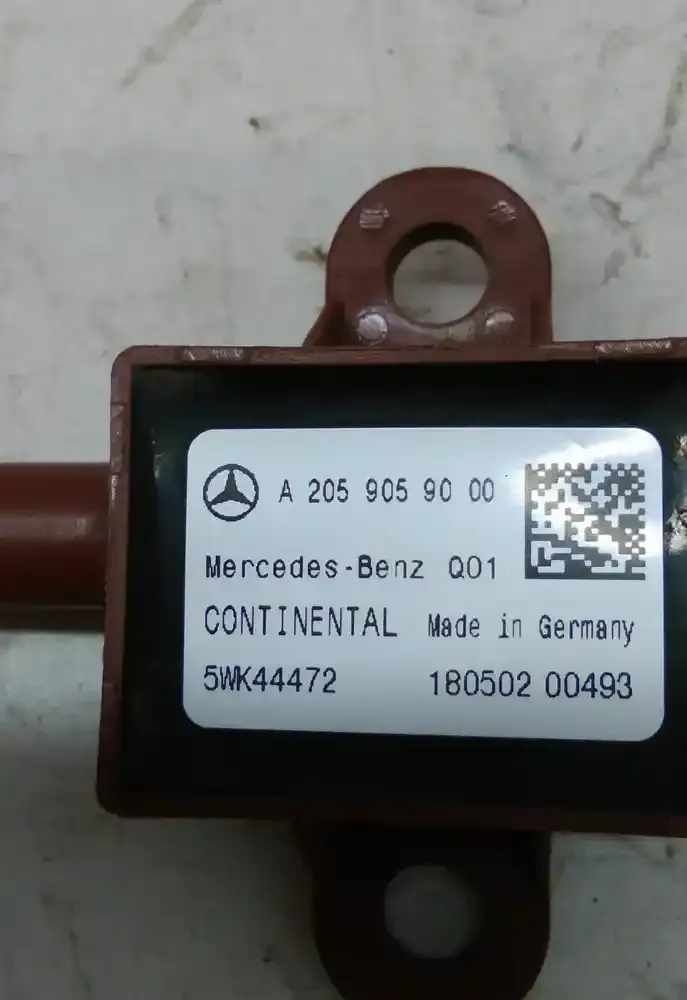 A 205 905 90 00
Mercedes-Benz Q01
CONTINENTAL Made in Germany
5WK44472 180502 00493